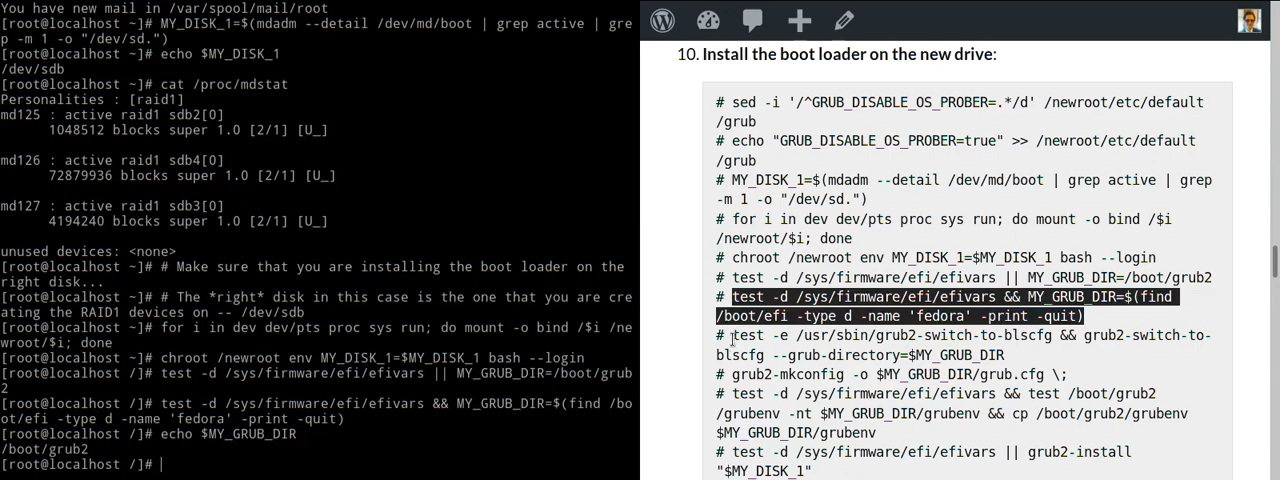 You have new mail in /var/spool/mail/root
[root@localhost ~]# MY_DISK_1=$(mdadm --detail /dev/md/boot | grep active | gre
p -m 1 -o "/dev/sd.")
[root@localhost ~]# echo $MY_DISK_1
/dev/sdb
[root@localhost ~]# cat /proc/mdstat
Personalities : [raid1]
md125 : active raid1 sdb2[0]
      1048512 blocks super 1.0 [2/1] [U_]

md126 : active raid1 sdb4[0]
      72879936 blocks super 1.0 [2/1] [U_]

md127 : active raid1 sdb3[0]
      4194240 blocks super 1.0 [2/1] [U_]

unused devices: <none>
[root@localhost ~]# # Make sure that you are installing the boot loader on the
right disk...
[root@localhost ~]# # The *right* disk in this case is the one that you are cre
ating the RAID1 devices on -- /dev/sdb
[root@localhost ~]# for i in dev dev/pts proc sys run; do mount -o bind /$i /ne
wroot/$i; done
[root@localhost ~]# chroot /newroot env MY_DISK_1=$MY_DISK_1 bash --login
[root@localhost /]# test -d /sys/firmware/efi/efivars || MY_GRUB_DIR=/boot/grub
2
[root@localhost /]# test -d /sys/firmware/efi/efivars && MY_GRUB_DIR=$(find /bo
ot/efi -type d -name 'fedora' -print -quit)
[root@localhost /]# echo $MY_GRUB_DIR
/boot/grub2
[root@localhost /]#
10. Install the boot loader on the new drive:
# sed -i '/^GRUB_DISABLE_OS_PROBER=.*/d' /newroot/etc/default
/grub
# echo "GRUB_DISABLE_OS_PROBER=true" >> /newroot/etc/default
/grub
# MY_DISK_1=$(mdadm --detail /dev/md/boot | grep active | grep
-m 1 -o "/dev/sd.")
# for i in dev dev/pts proc sys run; do mount -o bind /$i
/newroot/$i; done
# chroot /newroot env MY_DISK_1=$MY_DISK_1 bash --login
# test -d /sys/firmware/efi/efivars || MY_GRUB_DIR=/boot/grub2
# test -d /sys/firmware/efi/efivars && MY_GRUB_DIR=$(find
/boot/efi -type d -name 'fedora' -print -quit)
# test -e /usr/sbin/grub2-switch-to-blscfg && grub2-switch-to-
blscfg --grub-directory=$MY_GRUB_DIR
# grub2-mkconfig -o $MY_GRUB_DIR/grub.cfg \;
# test -d /sys/firmware/efi/efivars && test /boot/grub2
/grubenv -nt $MY_GRUB_DIR/grubenv && cp /boot/grub2/grubenv
$MY_GRUB_DIR/grubenv
# test -d /sys/firmware/efi/efivars || grub2-install
"$MY_DISK_1"